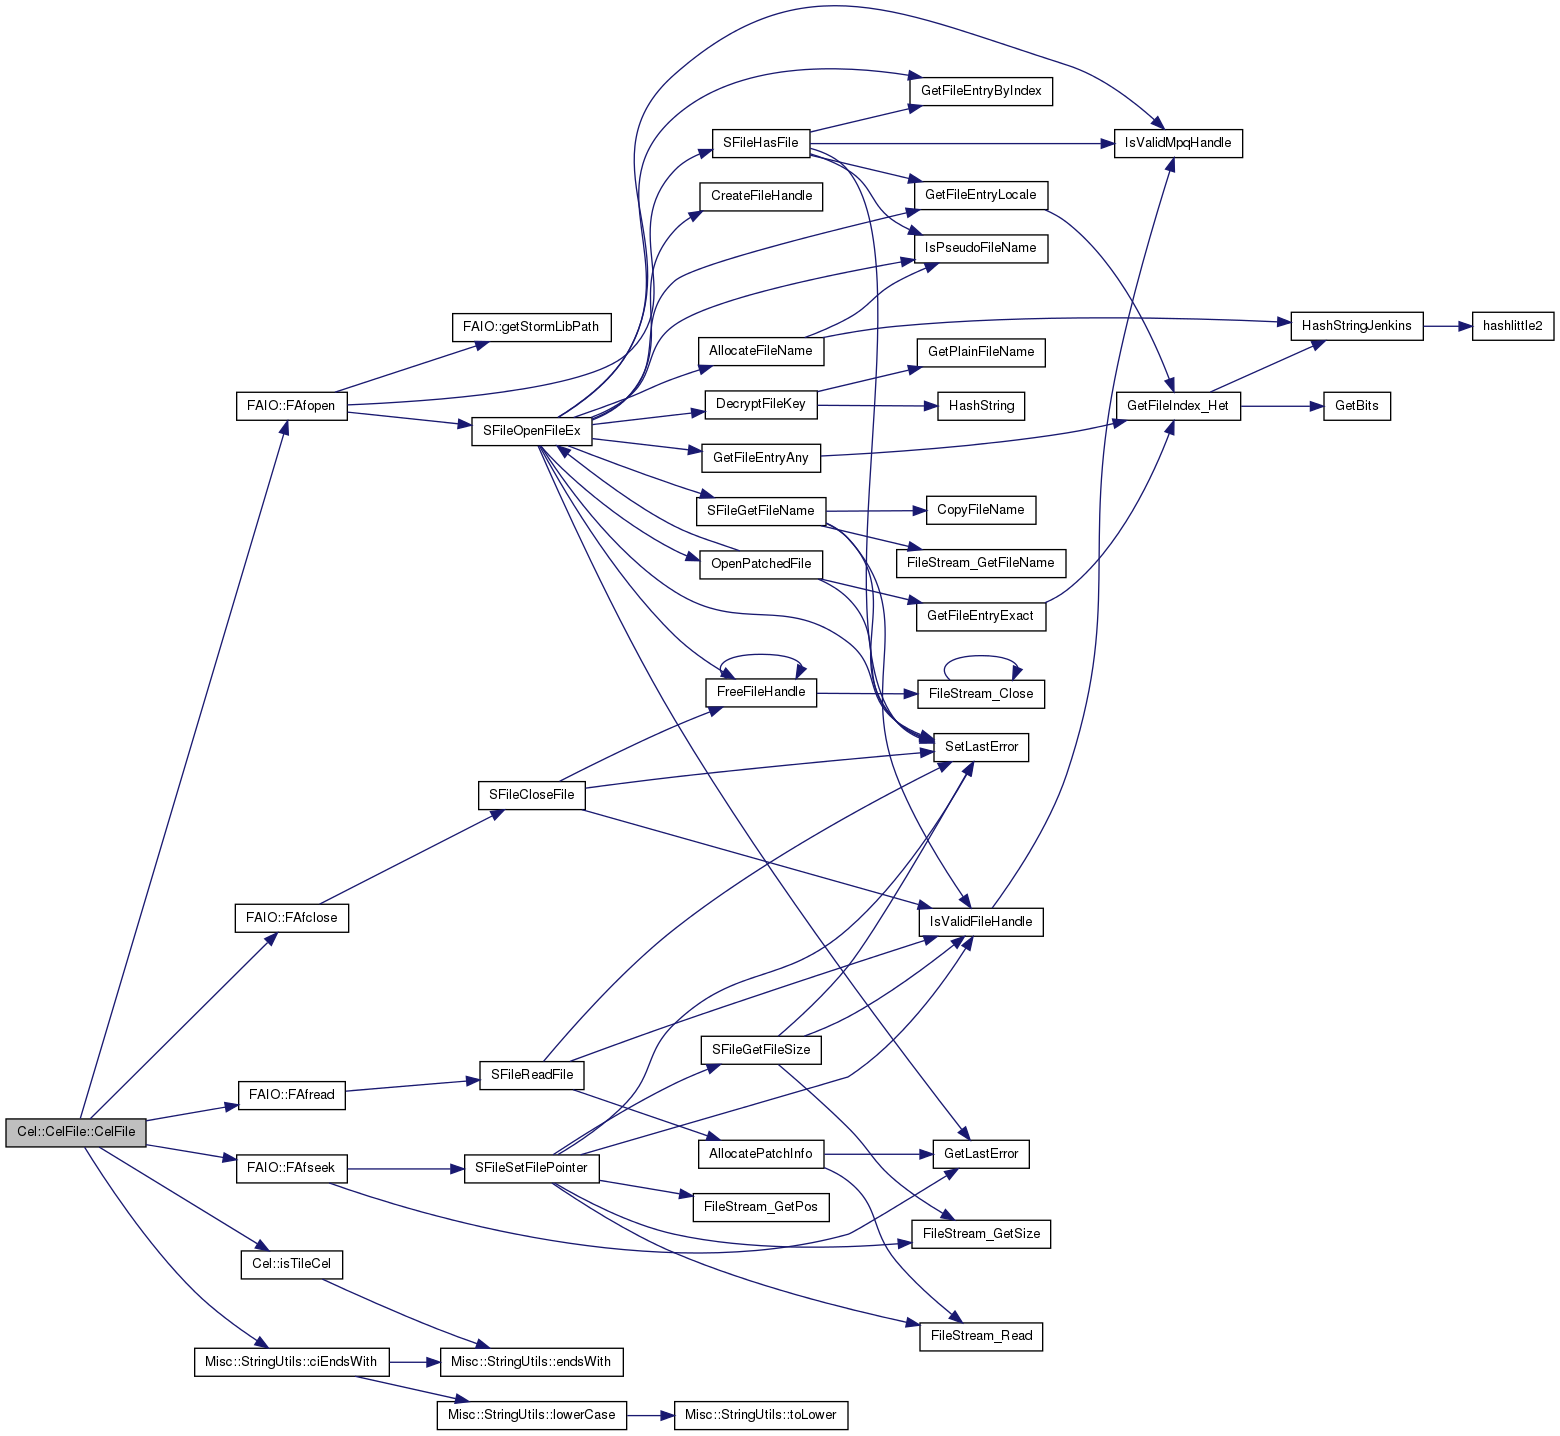 GetFileEntryByIndex
SFileHasFile
IsValidMpqHandle
CreateFileHandle
GetFileEntryLocale
IsPseudoFileName
FAIO::getStormLibPath
HashStringJenkins
hashlittle2
AllocateFileName
GetPlainFileName
FAIO::FAfopen
DecryptFileKey
HashString
GetFileIndex_Het
GetBits
SFileOpenFileEx
GetFileEntryAny
SFileGetFileName
CopyFileName
OpenPatchedFile
FileStream_GetFileName
GetFileEntryExact
FreeFileHandle
FileStream_Close
SetLastError
SFileCloseFile
FAIO::FAfclose
IsValidFileHandle
SFileGetFileSize
SFileReadFile
FAIO::FAfread
Cel::CelFile::CelFile
AllocatePatchInfo
GetLastError
FAIO::FAfseek
SFileSetFilePointer
FileStream_GetPos
FileStream_GetSize
Cel::isTileCel
FileStream_Read
Misc::StringUtils::ciEndsWith
Misc::StringUtils::endsWith
Misc::StringUtils::lowerCase
Misc::StringUtils::toLower